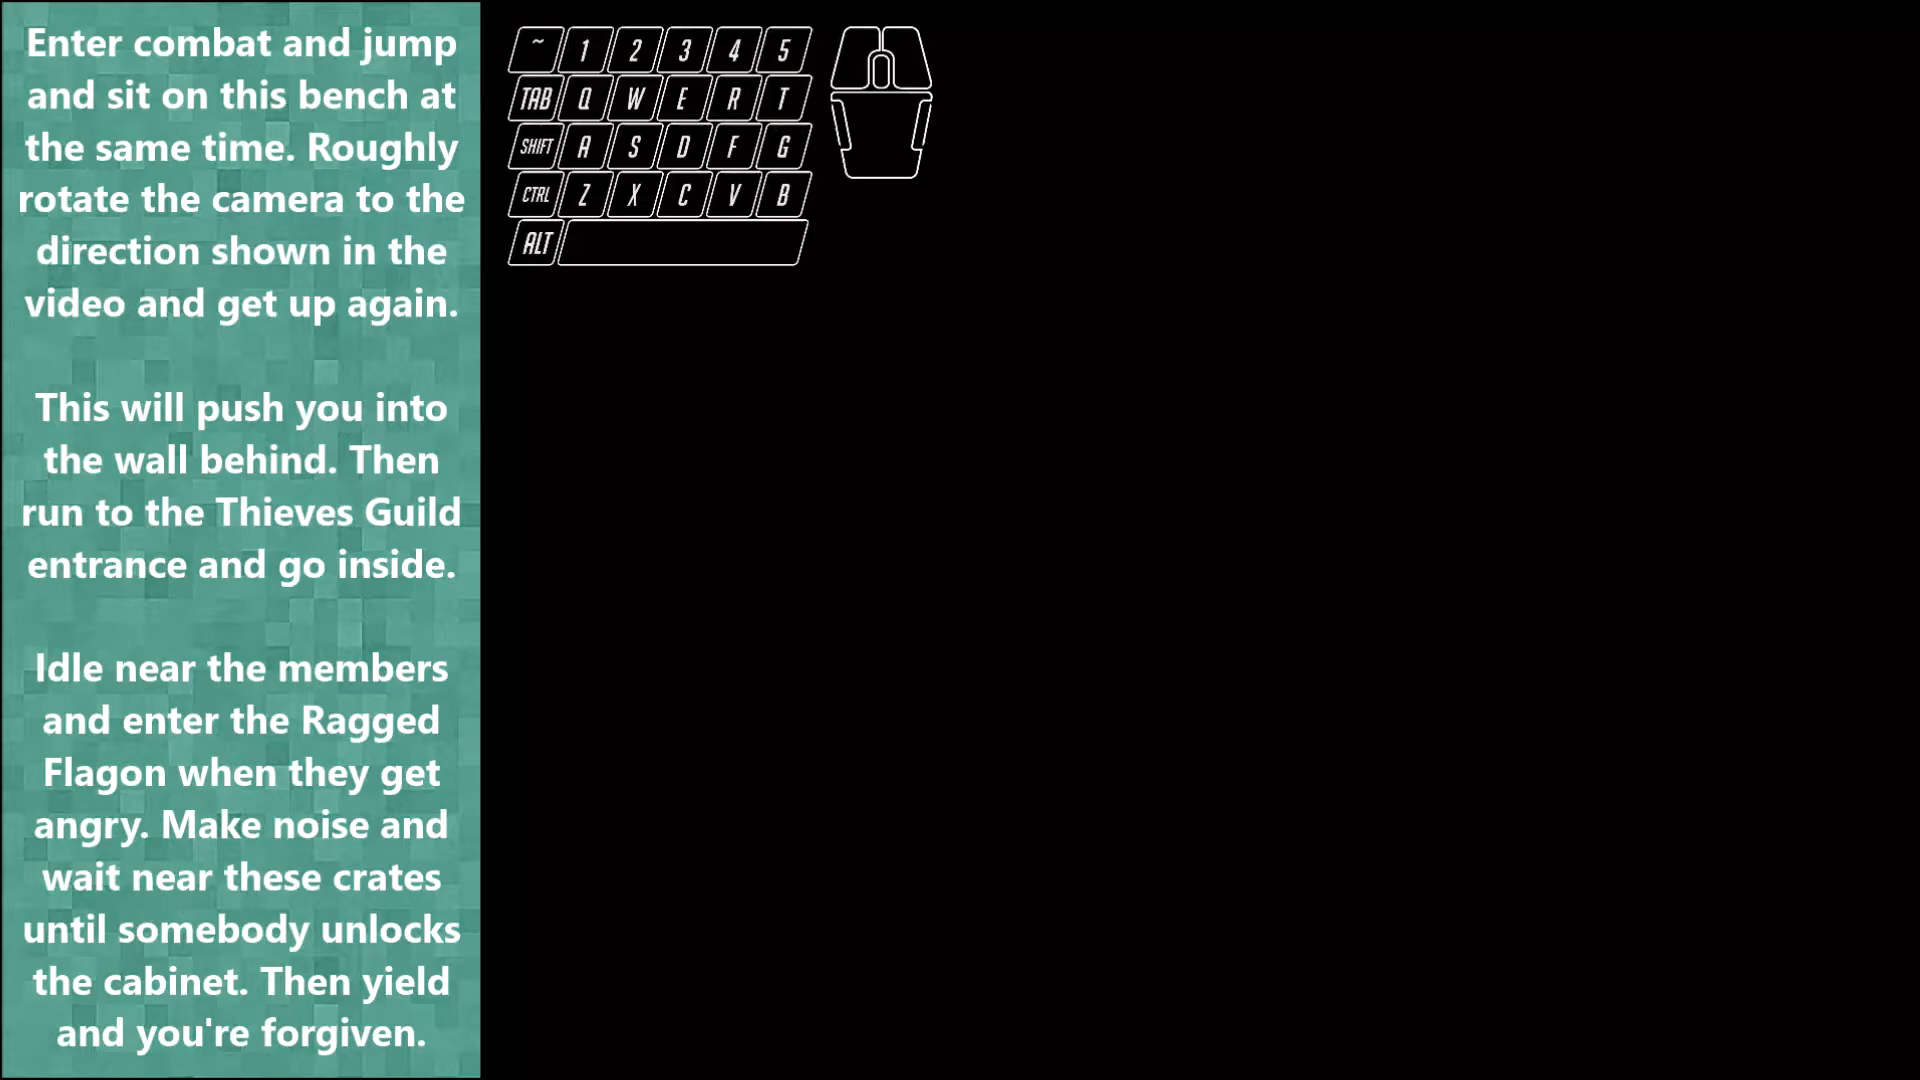 Enter combat and jump
and sit on this bench at
the same time. Roughly
rotate the camera to the
direction shown in the
video and get up again.
This will push you into
the wall behind. Then
run to the Thieves Guild
entrance and go inside.
Idle near the members
and enter the Ragged
Flagon when they get
angry. Make noise and
wait near these crates
until somebody unlocks
the cabinet. Then yield
and you're forgiven.
~ 1 2 3 4 5
TAB Q W E R T
SHIFT A S D F G
CTRL Z X C V B
ALT